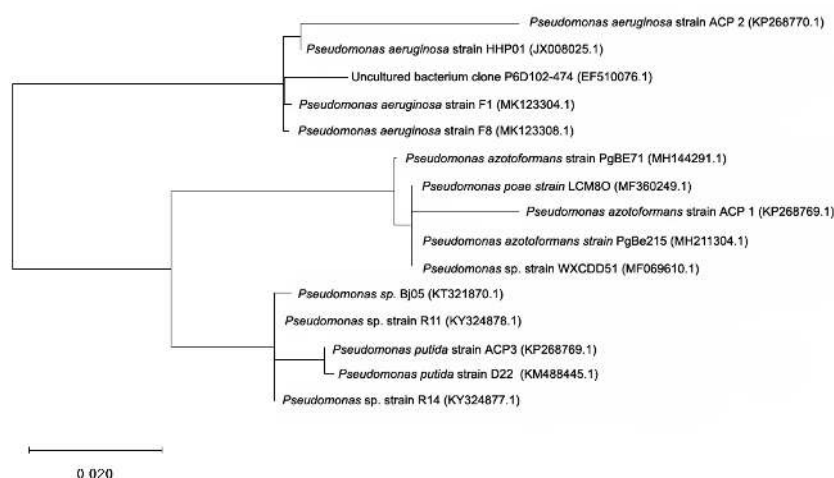 Pseudomonas aeruginosa strain ACP 2 (KP268770.1)
Pseudomonas aeruginosa strain HHP01 (JX008025.1)
Uncultured bacterium clone P6D102-474 (EF510076.1)
Pseudomonas aeruginosa strain F1 (MK123304.1)
Pseudomonas aeruginosa strain F8 (MK123308.1)
Pseudomonas azotoformans strain PgBE71 (MH144291.1)
Pseudomonas poae strain LCM8O (MF360249.1)
Pseudomonas azotoformans strain ACP 1 (KP268769.1)
Pseudomonas azotoformans strain PgBe215 (MH211304.1)
Pseudomonas sp. strain WXCDD51 (MF069610.1)
Pseudomonas sp. Bj05 (KT321870.1)
Pseudomonas sp. strain R11 (KY324878.1)
Pseudomonas putida strain ACP3 (KP268769.1)
Pseudomonas putida strain D22 (KM488445.1)
Pseudomonas sp. strain R14 (KY324877.1)
0.020